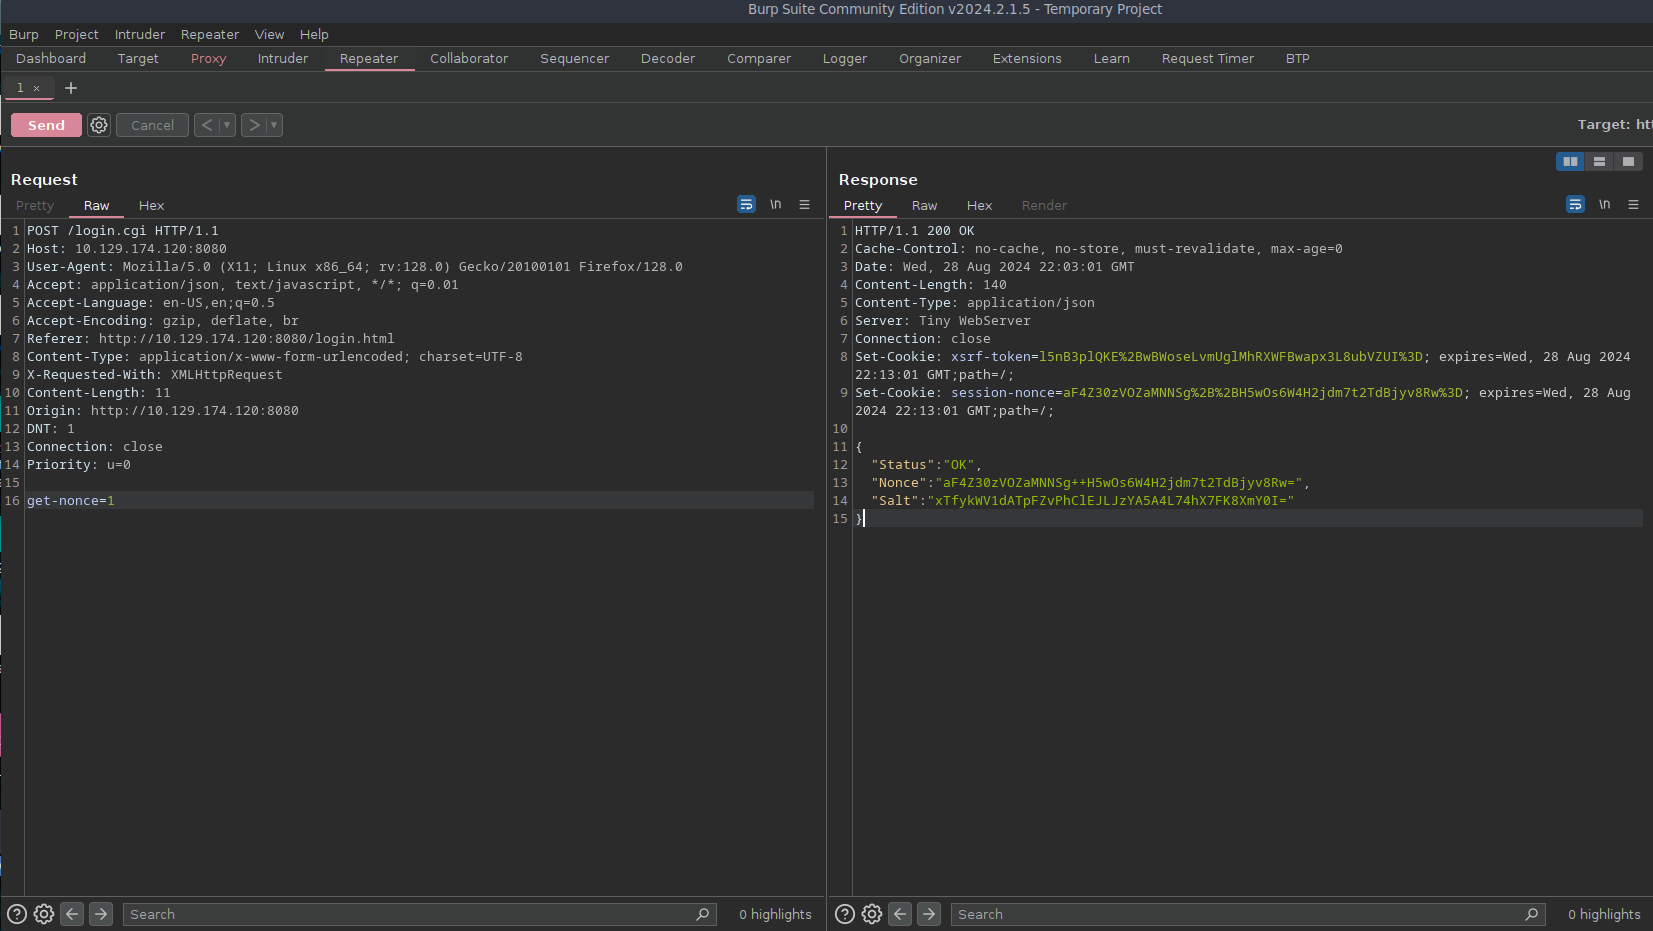 Burp Suite Community Edition v2024.2.1.5 - Temporary Project
Burp Project Intruder Repeater View Help
Dashboard Target Proxy Intruder Repeater Collaborator Sequencer Decoder Comparer Logger Organizer Extensions Learn Request Timer BTP
1 × +
Send Cancel < > Target: htt
Request
Pretty Raw Hex \n
1 POST /login.cgi HTTP/1.1
2 Host: 10.129.174.120:8080
3 User-Agent: Mozilla/5.0 (X11; Linux x86_64; rv:128.0) Gecko/20100101 Firefox/128.0
4 Accept: application/json, text/javascript, */*; q=0.01
5 Accept-Language: en-US,en;q=0.5
6 Accept-Encoding: gzip, deflate, br
7 Referer: http://10.129.174.120:8080/login.html
8 Content-Type: application/x-www-form-urlencoded; charset=UTF-8
9 X-Requested-With: XMLHttpRequest
10 Content-Length: 11
11 Origin: http://10.129.174.120:8080
12 DNT: 1
13 Connection: close
14 Priority: u=0
15
16 get-nonce=1
Search 0 highlights
Response
Pretty Raw Hex Render \n
1 HTTP/1.1 200 OK
2 Cache-Control: no-cache, no-store, must-revalidate, max-age=0
3 Date: Wed, 28 Aug 2024 22:03:01 GMT
4 Content-Length: 140
5 Content-Type: application/json
6 Server: Tiny WebServer
7 Connection: close
8 Set-Cookie: xsrf-token=l5nB3plQKE%2BwBWoseLvmUglMhRXWFBwapx3L8ubVZUI%3D; expires=Wed, 28 Aug 2024
22:13:01 GMT;path=/;
9 Set-Cookie: session-nonce=aF4Z30zVOZaMNNSg%2B%2BH5wOs6W4H2jdm7t2TdBjyv8Rw%3D; expires=Wed, 28 Aug
2024 22:13:01 GMT;path=/;
10
11 {
12 "Status":"OK",
13 "Nonce":"aF4Z30zVOZaMNNSg++H5wOs6W4H2jdm7t2TdBjyv8Rw=",
14 "Salt":"xTfykWV1dATpFZvPhClEJLJzYA5A4L74hX7FK8XmY0I="
15 }
Search 0 highlights